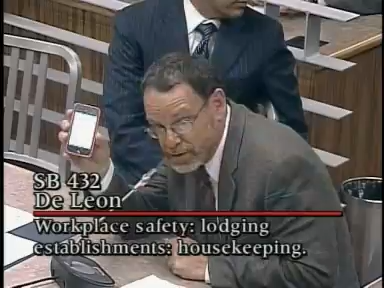 SB 432
De Leon
Workplace safety: lodging
establishments: housekeeping.